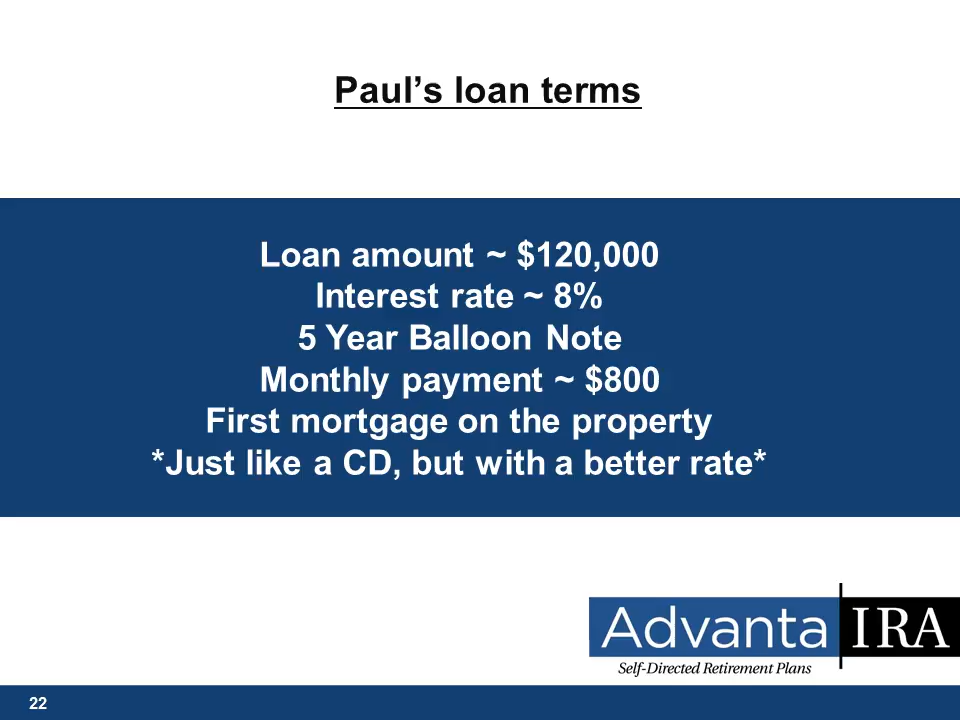 Paul’s loan terms
Loan amount ~ $120,000
Interest rate ~ 8%
5 Year Balloon Note
Monthly payment ~ $800
First mortgage on the property
*Just like a CD, but with a better rate*
Advanta IRA
Self-Directed Retirement Plans
22